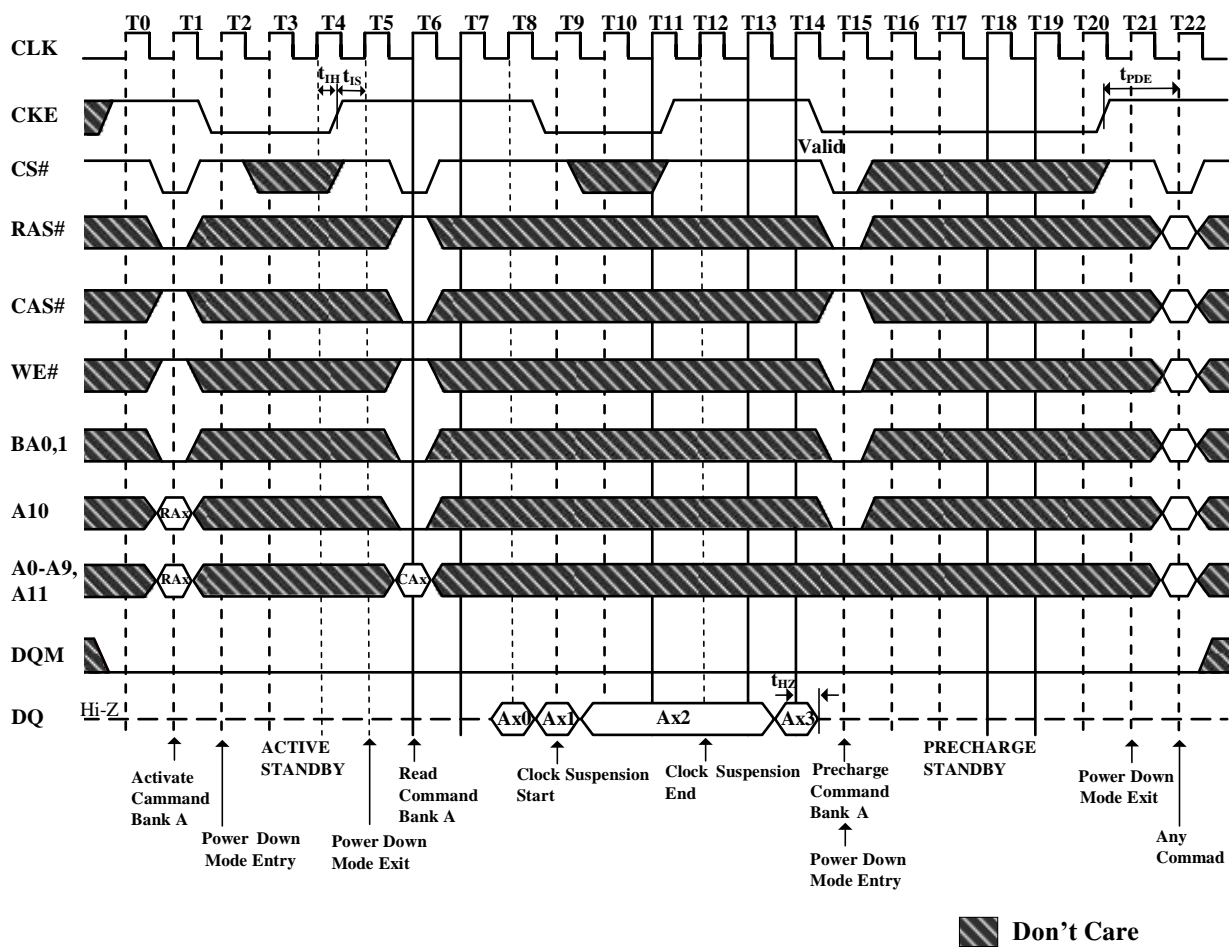 T0 T1 T2 T3 T4 T5 T6 T7 T8 T9 T10 T11 T12 T13 T14 T15 T16 T17 T18 T19 T20 T21 T22
CLK
tIH tIS
tPDE
CKE
Valid
CS#
RAS#
CAS#
WE#
BA0,1
A10
RAx
A0-A9,
A11
RAx
CAx
DQM
tHZ
DQ
Hi-Z
Ax0 Ax1 Ax2 Ax3
Activate
Cammand
Bank A
Power Down
Mode Entry
ACTIVE
STANDBY
Power Down
Mode Exit
Read
Command
Bank A
Clock Suspension
Start
Clock Suspension
End
Precharge
Command
Bank A
Power Down
Mode Entry
PRECHARGE
STANDBY
Power Down
Mode Exit
Any
Commad
Don't Care